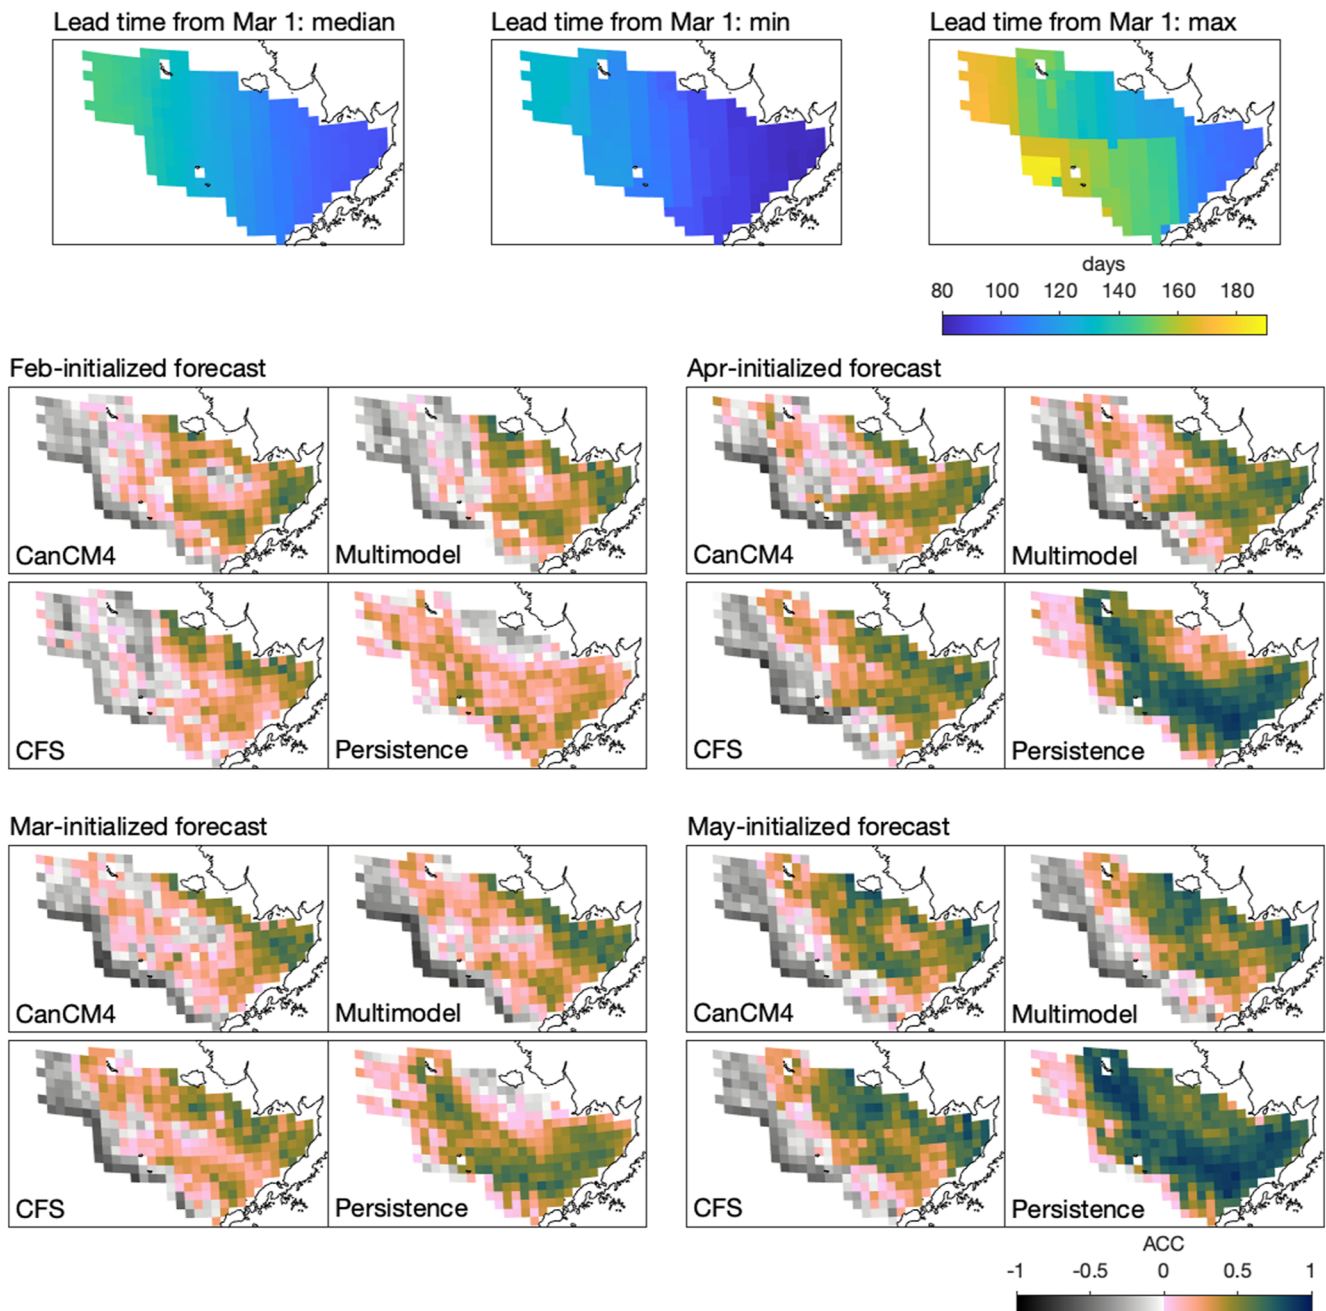 Lead time from Mar 1: median
Lead time from Mar 1: min
Lead time from Mar 1: max
days
80 100 120 140 160 180
Feb-initialized forecast
Apr-initialized forecast
CanCM4
Multimodel
CanCM4
Multimodel
CFS
Persistence
CFS
Persistence
Mar-initialized forecast
May-initialized forecast
CanCM4
Multimodel
CanCM4
Multimodel
CFS
Persistence
CFS
Persistence
ACC
-1 -0.5 0 0.5 1